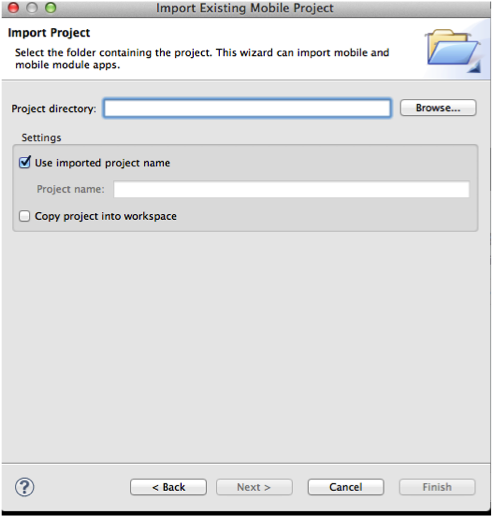 Import Existing Mobile Project
Import Project
Select the folder containing the project. This wizard can import mobile and
mobile module apps.
Project directory:
Browse...
Settings
Use imported project name
Project name:
Copy project into workspace
?
< Back
Next >
Cancel
Finish